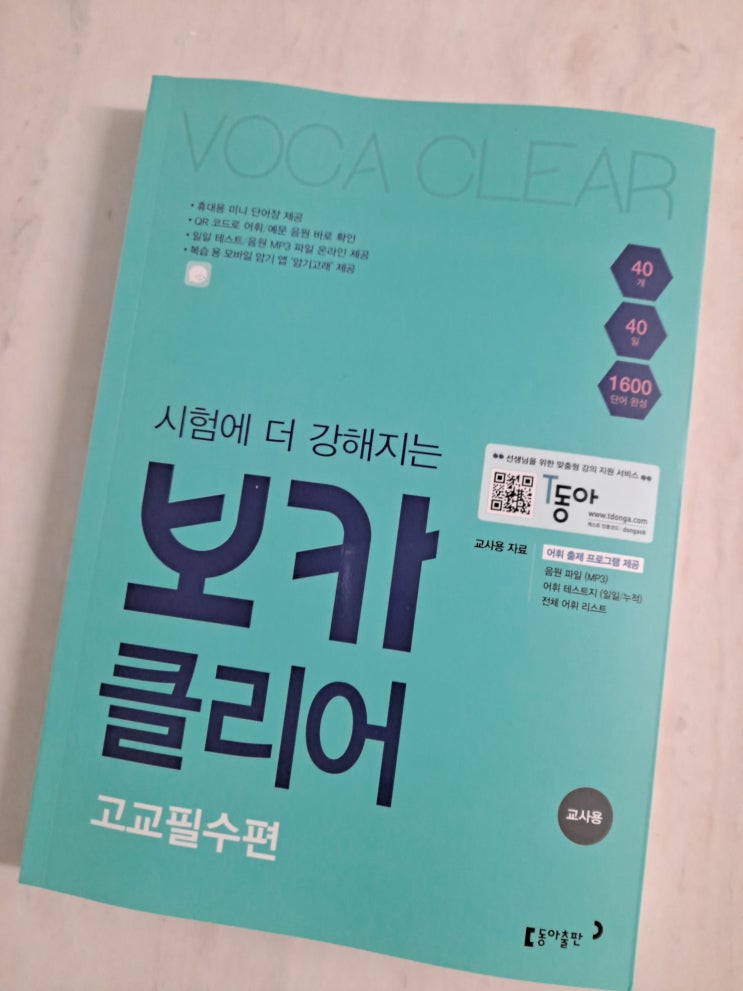 VOCA CLEAR
• 휴대용 미니 단어장 제공
• QR 코드로 어휘/예문 음원 바로 확인
• 일일 테스트/음원 MP3 파일 온라인 제공
• 복습 용 모바일 암기 앱 '암기고래' 제공
40
개
40
일
1600
단어 완성
시험에 더 강해지는
보카
클리어
고교필수편
선생님을 위한 맞춤형 강의 지원 서비스
T동아
www.tdonga.com
교사용 자료
어휘 출제 프로그램 제공
음원 파일 (MP3)
어휘 테스트지 (일일/누적)
전체 어휘 리스트
교사용
동아출판